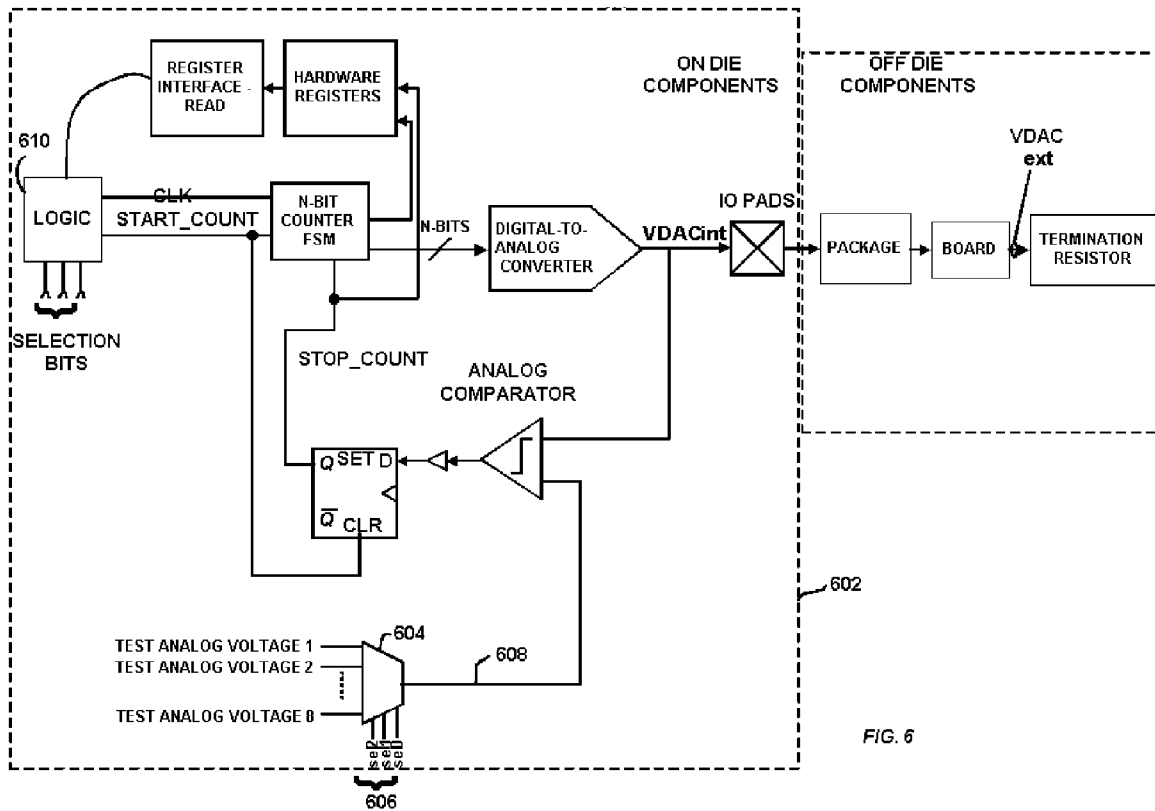 ON DIE
COMPONENTS
OFF DIE
COMPONENTS
REGISTER
INTERFACE -
READ
HARDWARE
REGISTERS
610
LOGIC
CLK
START_COUNT
N-BIT
COUNTER
FSM
N-BITS
DIGITAL-TO-
ANALOG
CONVERTER
VDACint
IO PADS
PACKAGE
BOARD
VDAC
ext
TERMINATION
RESISTOR
SELECTION
BITS
STOP_COUNT
ANALOG
COMPARATOR
Q SET D
Q CLR
602
TEST ANALOG VOLTAGE 1
TEST ANALOG VOLTAGE 2
TEST ANALOG VOLTAGE 8
604
608
sel2
sel1
sel0
606
FIG. 6